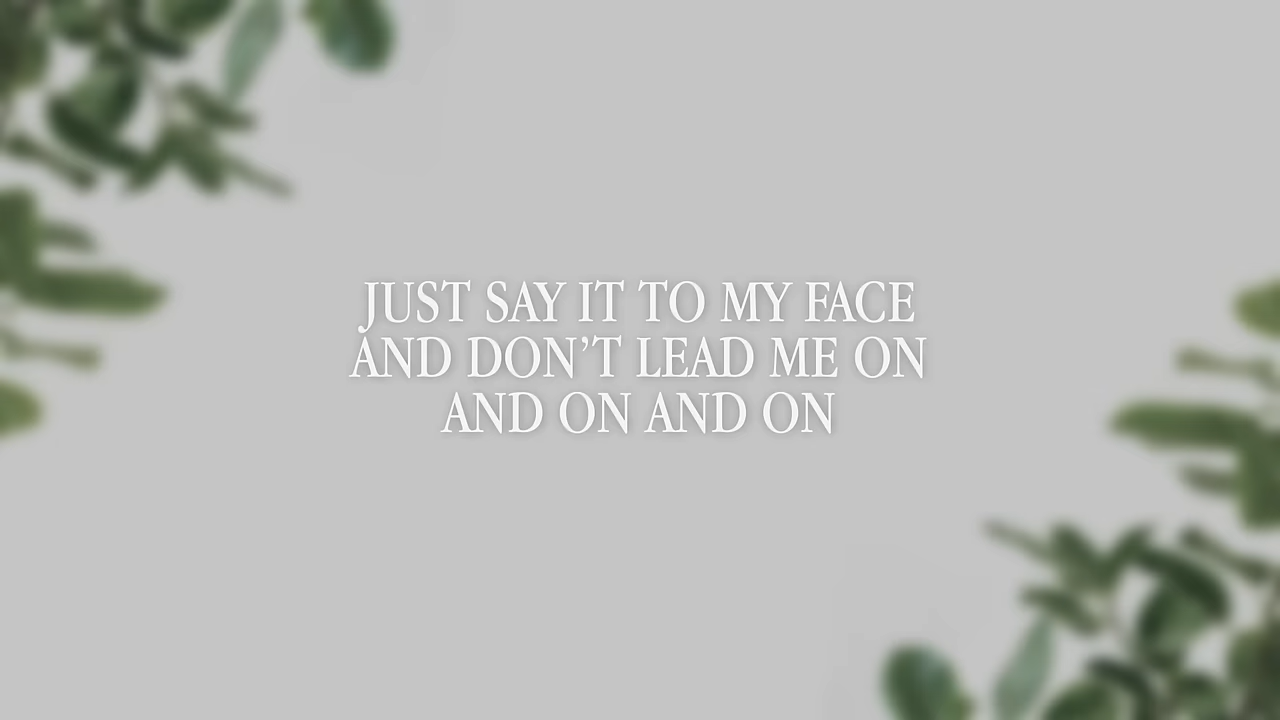 JUST SAY IT TO MY FACE
AND DON’T LEAD ME ON
AND ON AND ON